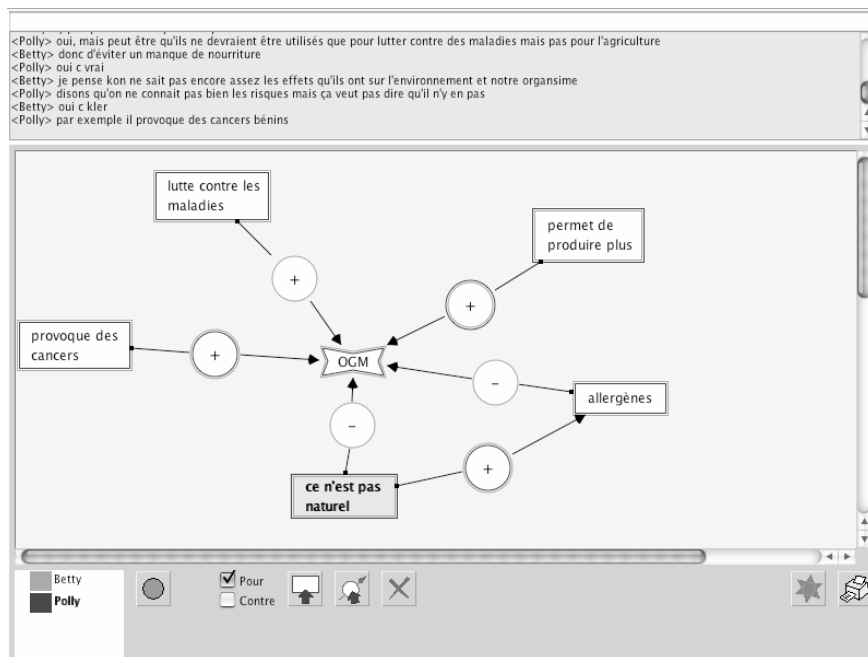 <Polly> oui, mais peut être qu'ils ne devraient être utilisés que pour lutter contre des maladies mais pas pour l'agriculture
<Betty> donc d'éviter un manque de nourriture
<Polly> oui c vrai
<Betty> je pense kon ne sait pas encore assez les effets qu'ils ont sur l'environnement et notre organsime
<Polly> disons qu'on ne connait pas bien les risques mais ça veut pas dire qu'il n'y en pas
<Betty> oui c kler
<Polly> par exemple il provoque des cancers bénins
lutte contre les
maladies
permet de
produire plus
+
+
provoque des
cancers
+
OGM
-
allergènes
-
+
ce n'est pas
naturel
Betty
Polly
Pour
Contre